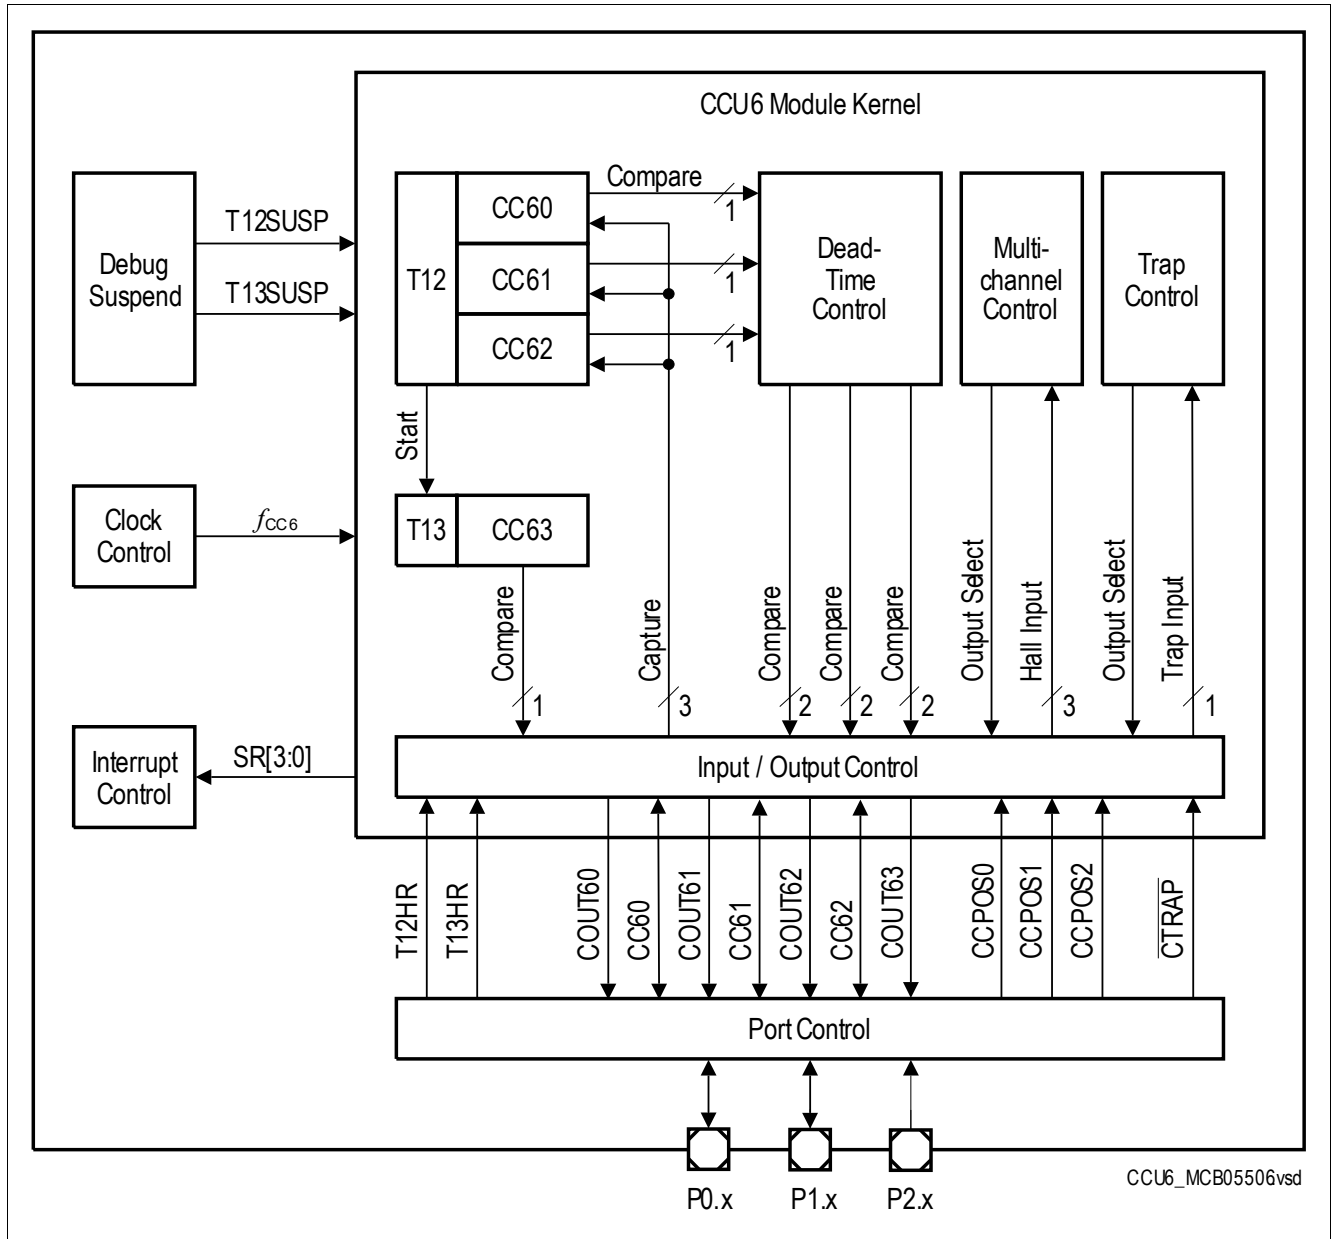 CCU6 Module Kernel
Debug
Suspend
T12SUSP
T13SUSP
T12
CC60
CC61
CC62
Compare
1
1
1
Dead-
Time
Control
Multi-
channel
Control
Trap
Control
Start
T13
CC63
Clock
Control
fCC6
Compare
1
Capture
3
Compare
2
Compare
2
Compare
2
Output Select
Hall Input
3
Output Select
Trap Input
1
Interrupt
Control
SR[3:0]
Input / Output Control
T12HR
T13HR
COUT60
CC60
COUT61
CC61
COUT62
CC62
COUT63
CCPOS0
CCPOS1
CCPOS2
CTRAP
Port Control
P0.x
P1.x
P2.x
CCU6_MCB05506.vsd